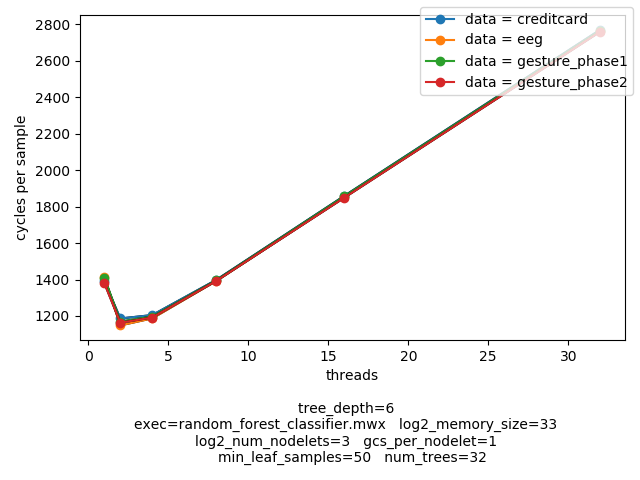 data = creditcard
data = eeg
data = gesture_phase1
data = gesture_phase2
2800
2600
2400
2200
2000
1800
1600
1400
1200
cycles per sample
0 5 10 15 20 25 30
threads
tree_depth=6
exec=random_forest_classifier.mwx log2_memory_size=33
log2_num_nodelets=3 gcs_per_nodelet=1
min_leaf_samples=50 num_trees=32